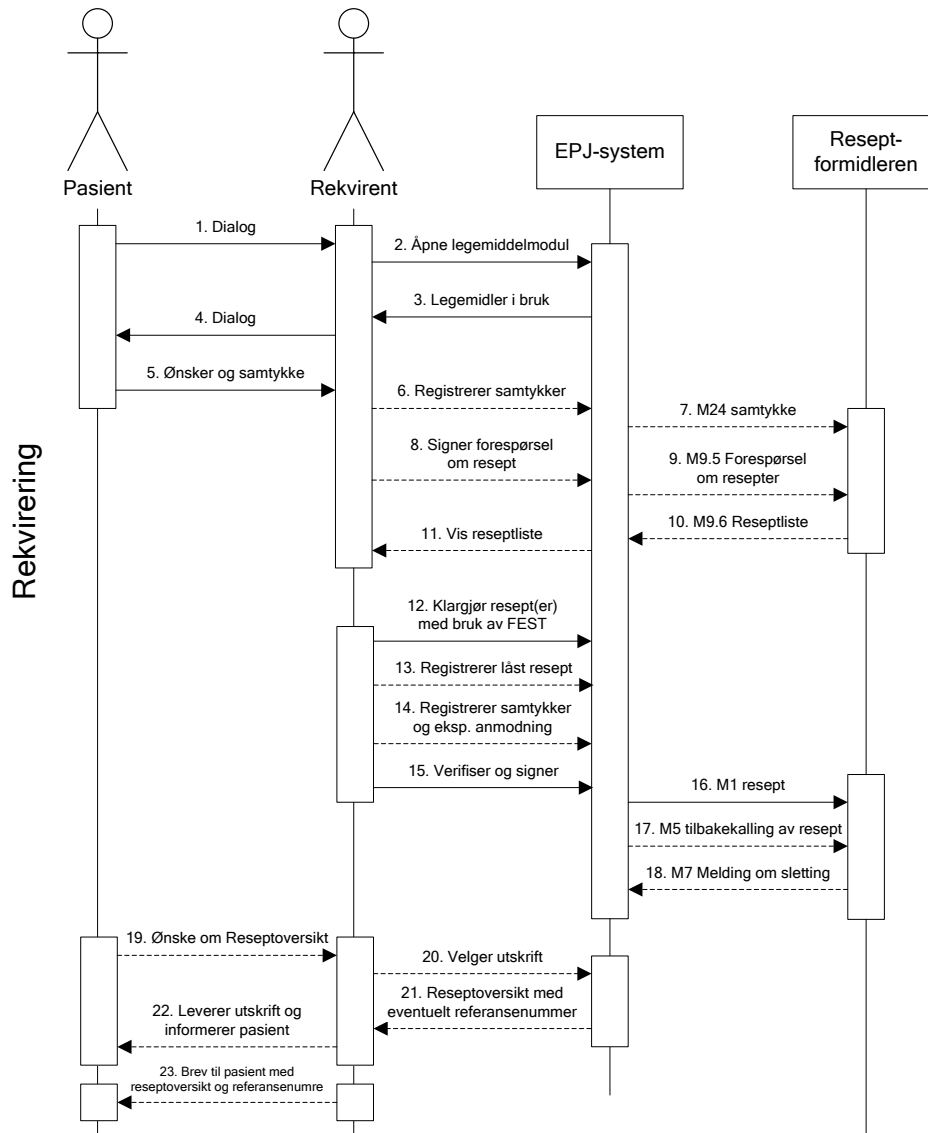 Pasient
Rekvirent
EPJ-system
Resept-
formidleren
Rekvirering
1. Dialog
2. Åpne legemiddelmodul
3. Legemidler i bruk
4. Dialog
5. Ønsker og samtykke
6. Registrerer samtykker
7. M24 samtykke
8. Signer forespørsel
om resept
9. M9.5 Forespørsel
om resepter
10. M9.6 Reseptliste
11. Vis reseptliste
12. Klargjør resept(er)
med bruk av FEST
13. Registrerer låst resept
14. Registrerer samtykker
og eksp. anmodning
15. Verifiser og signer
16. M1 resept
17. M5 tilbakekalling av resept
18. M7 Melding om sletting
19. Ønske om Reseptoversikt
20. Velger utskrift
21. Reseptoversikt med
eventuelt referansenummer
22. Leverer utskrift og
informerer pasient
23. Brev til pasient med
reseptoversikt og referansenumre